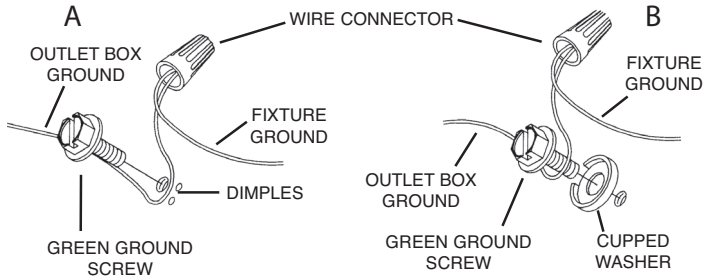 A
WIRE CONNECTOR
B
OUTLET BOX
GROUND
FIXTURE
GROUND
FIXTURE
GROUND
DIMPLES
OUTLET BOX
GROUND
GREEN GROUND
SCREW
GREEN GROUND
SCREW
CUPPED
WASHER